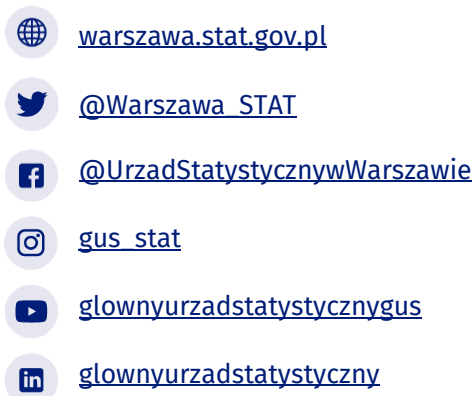 warszawa.stat.gov.pl
@Warszawa_STAT
@UrzadStatystycznywWarszawie
gus_stat
glownyurzadstatystycznygus
glownyurzadstatystyczny